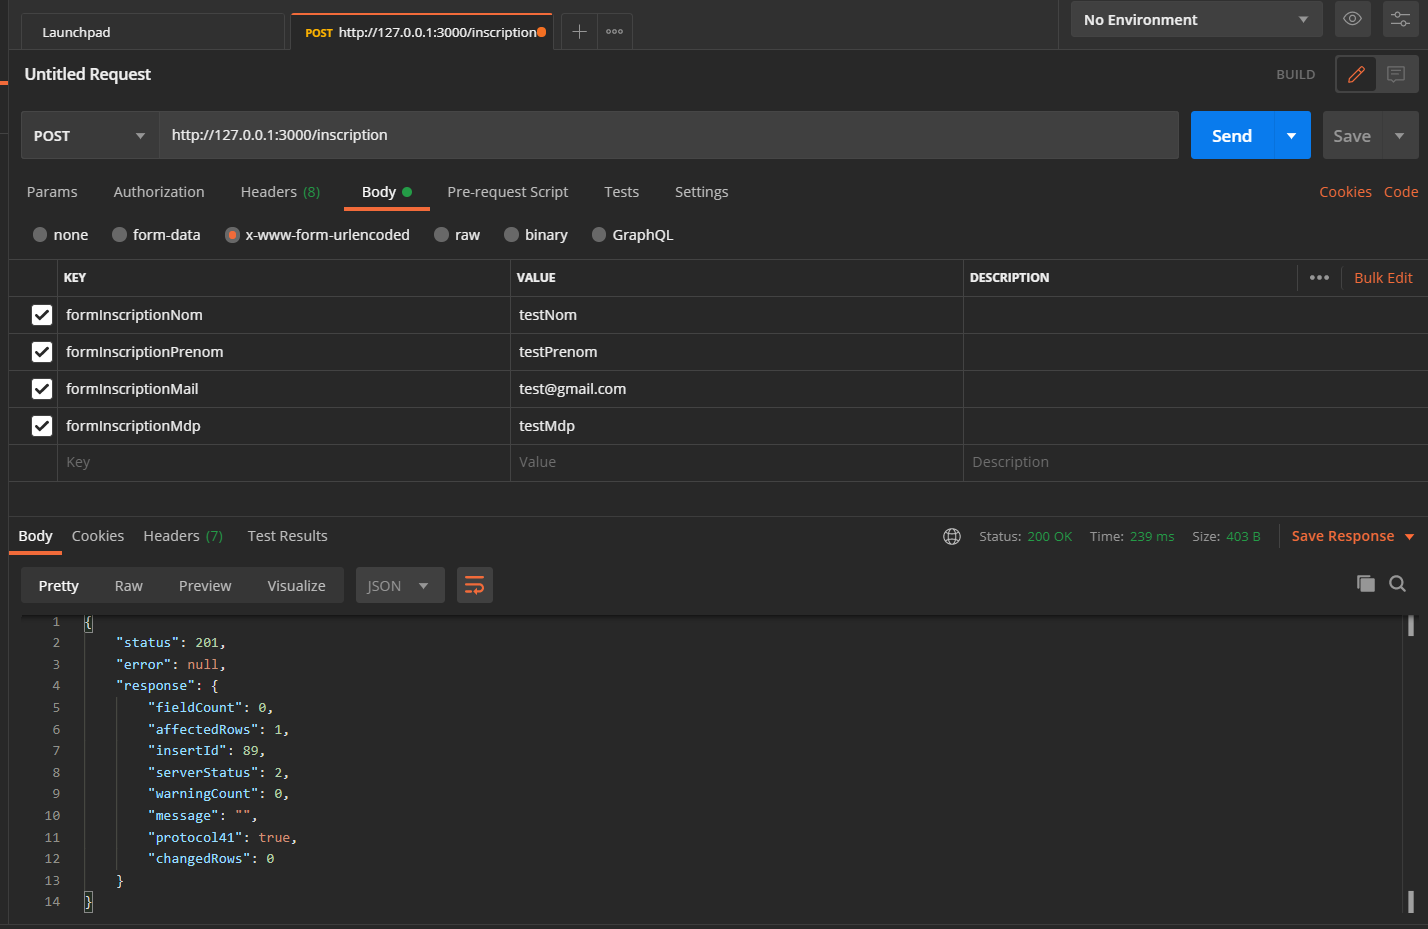 Launchpad
POST http://127.0.0.1:3000/inscription
No Environment
Untitled Request
BUILD
POST
http://127.0.0.1:3000/inscription
Send
Save
Params
Authorization
Headers (8)
Body
Pre-request Script
Tests
Settings
Cookies
Code
none
form-data
x-www-form-urlencoded
raw
binary
GraphQL
KEY
VALUE
DESCRIPTION
Bulk Edit
formInscriptionNom
testNom
formInscriptionPrenom
testPrenom
formInscriptionMail
test@gmail.com
formInscriptionMdp
testMdp
Key
Value
Description
Body
Cookies
Headers (7)
Test Results
Status: 200 OK
Time: 239 ms
Size: 403 B
Save Response
Pretty
Raw
Preview
Visualize
JSON
1 {
2 "status": 201,
3 "error": null,
4 "response": {
5 "fieldCount": 0,
6 "affectedRows": 1,
7 "insertId": 89,
8 "serverStatus": 2,
9 "warningCount": 0,
10 "message": "",
11 "protocol41": true,
12 "changedRows": 0
13 }
14 }